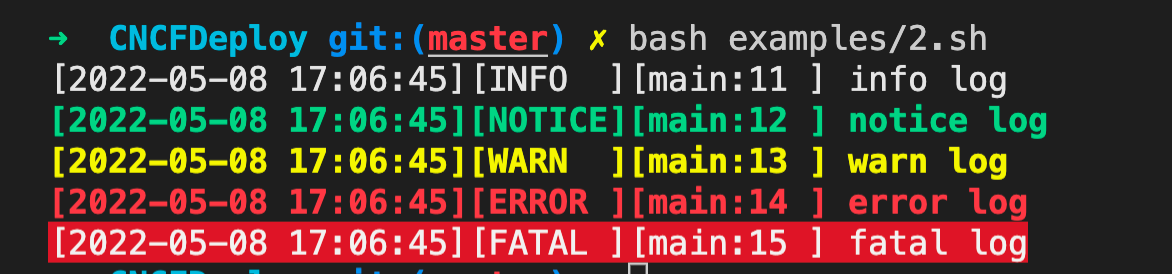 ➜  CNCFDeploy git:(master) ✗ bash examples/2.sh
[2022-05-08 17:06:45][INFO  ][main:11 ] info log
[2022-05-08 17:06:45][NOTICE][main:12 ] notice log
[2022-05-08 17:06:45][WARN  ][main:13 ] warn log
[2022-05-08 17:06:45][ERROR ][main:14 ] error log
[2022-05-08 17:06:45][FATAL ][main:15 ] fatal log
CNCFDeploy git:(master)